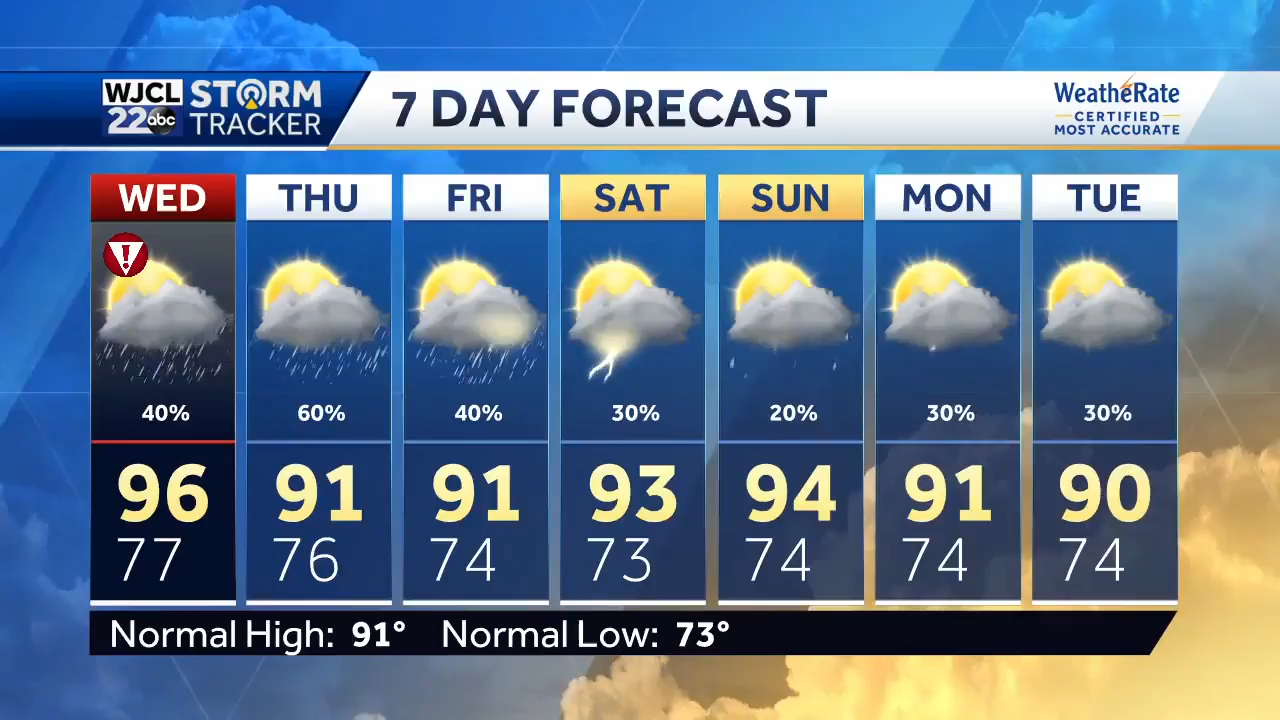 WJCL
22 abc
STORM
TRACKER
7 DAY FORECAST
WeatheRate
CERTIFIED
MOST ACCURATE
WED THU FRI SAT SUN MON TUE
!
40% 60% 40% 30% 20% 30% 30%
96 91 91 93 94 91 90
77 76 74 73 74 74 74
Normal High: 91° Normal Low: 73°